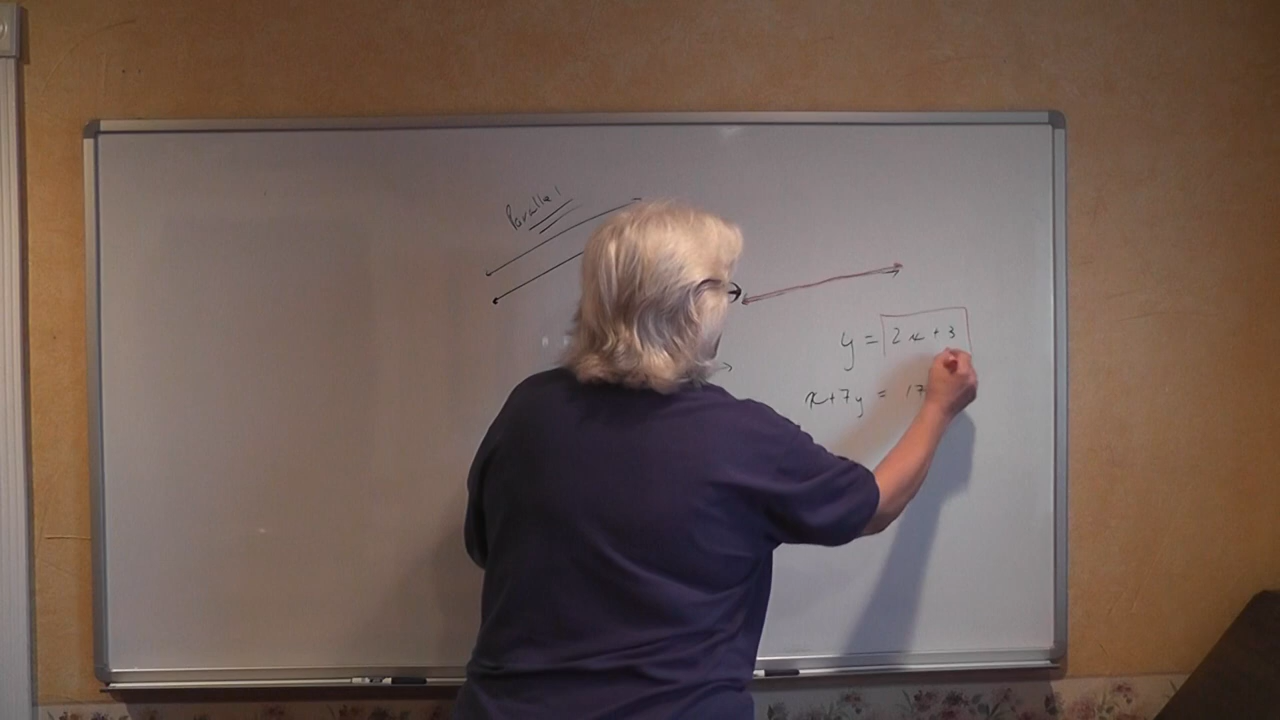 Parallel
y = 2x + 3
x + 7y = 17